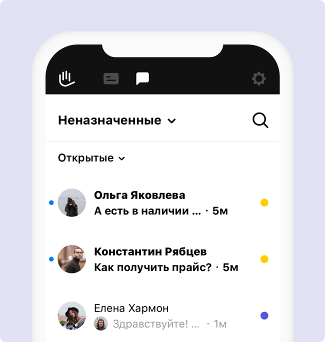 Неназначенные
Открытые
Ольга Яковлева
А есть в наличии ... · 5м
Константин Рябцев
Как получить прайс? · 5м
Елена Хармон
Здравствуйте! ... · 1м